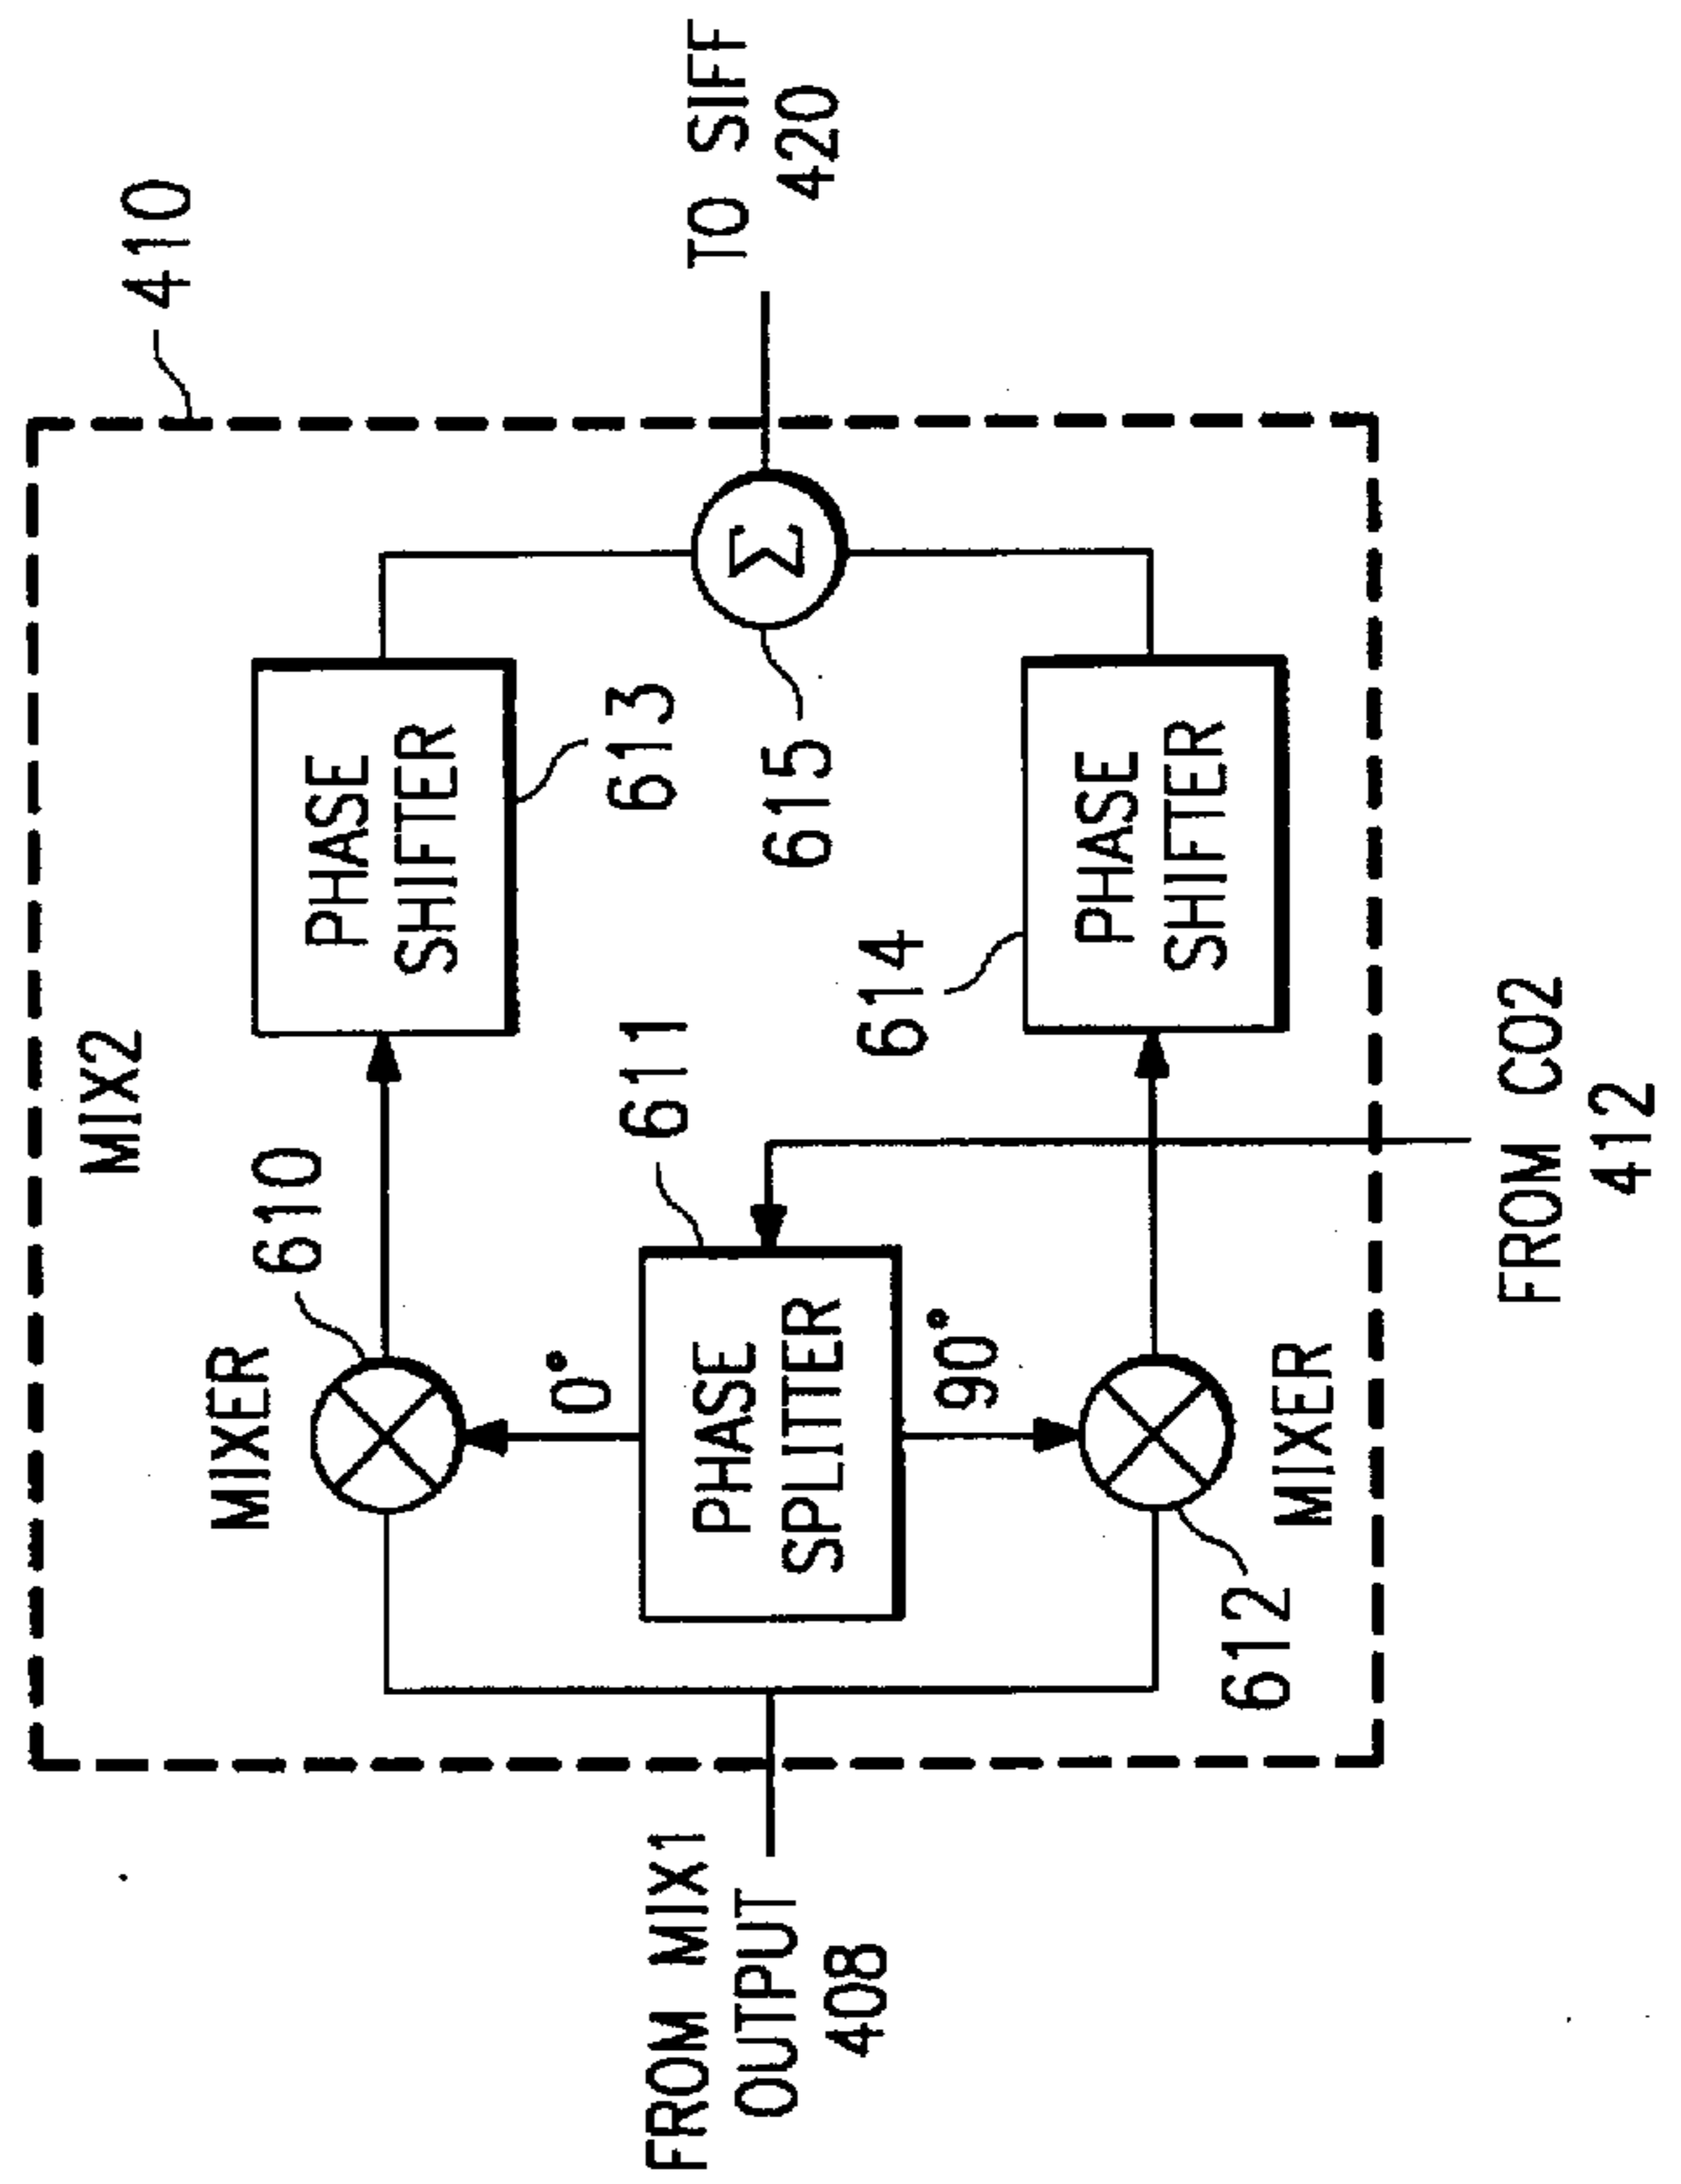 410
MIX2
MIXER
610
PHASE
SHIFTER
613
0°
611
TO SIFF
420
FROM MIX1
OUTPUT
408
PHASE
SPLITTER
Σ
615
90°
614
PHASE
SHIFTER
612
MIXER
FROM CO2
412